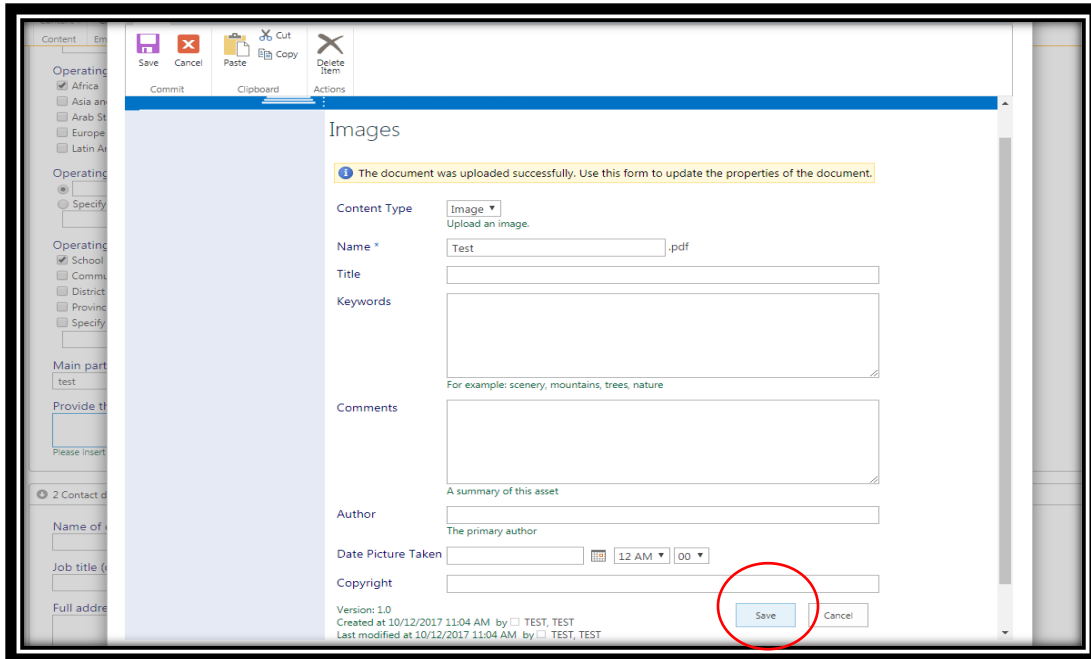 Content Em
Save Cancel Paste Cut
Copy
Delete
Item
Commit Clipboard Actions
Operating
Africa
Asia an
Arab St
Europe
Latin Ar
Operating
Specify
Operating
School
Commu
District
Provinc
Specify
Main part
test
Provide th
Please insert
2 Contact d
Name of
Job title (
Full addre
Images
The document was uploaded successfully. Use this form to update the properties of the document.
Content Type Image
Upload an image.
Name * Test .pdf
Title
Keywords
For example: scenery, mountains, trees, nature
Comments
A summary of this asset
Author
The primary author
Date Picture Taken 12 AM 00
Copyright
Version: 1.0
Created at 10/12/2017 11:04 AM by TEST, TEST
Last modified at 10/12/2017 11:04 AM by TEST, TEST
Save Cancel